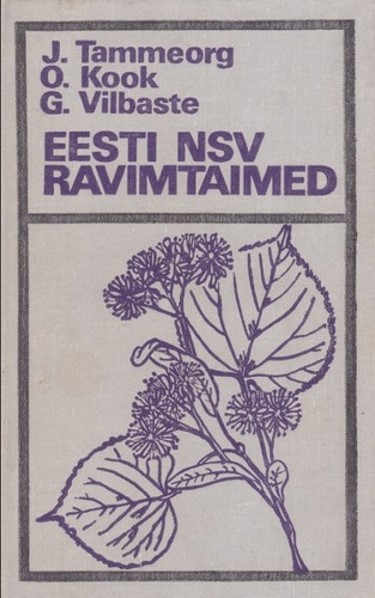 J. Tammeorg
O. Kook
G. Vilbaste
EESTI NSV
RAVIMTAIMED